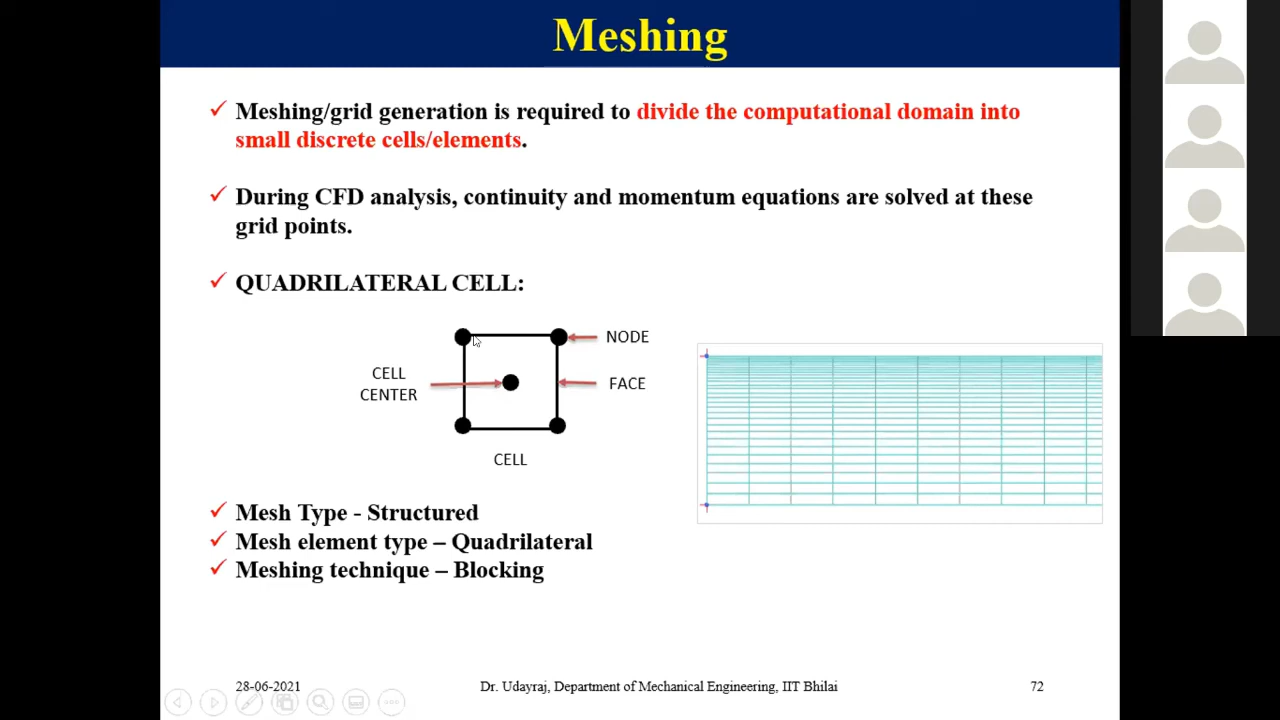 Meshing
Meshing/grid generation is required to divide the computational domain into
small discrete cells/elements.
During CFD analysis, continuity and momentum equations are solved at these
grid points.
QUADRILATERAL CELL:
NODE
CELL
CENTER
FACE
CELL
Mesh Type - Structured
Mesh element type – Quadrilateral
Meshing technique – Blocking
28-06-2021
Dr. Udayraj, Department of Mechanical Engineering, IIT Bhilai
72